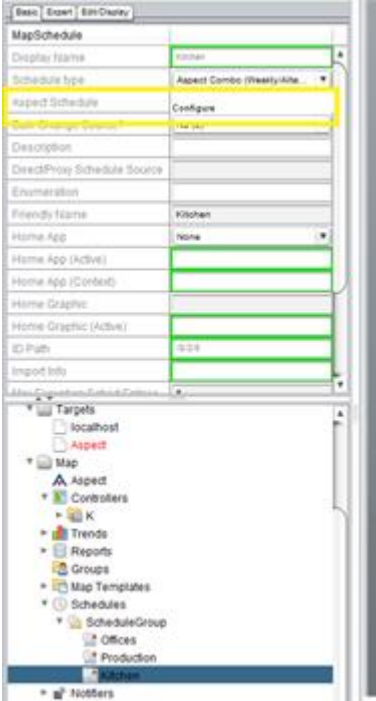 Basic Expert Edit/Display
MapSchedule
Display Name Kitchen
Schedule type Aspect Combo (Weekly/Alte...
Aspect Schedule Configure
Description
Direct/Proxy Schedule Source
Enumeration
Friendly Name Kitchen
Home App None
Home App (Active)
Home App (Context)
Home Graphic
Home Graphic (Active)
ID Path
Import Info
Targets
localhost
Aspect
Map
Aspect
Controllers
K
Trends
Reports
Groups
Map Templates
Schedules
ScheduleGroup
Offices
Production
Kitchen
Notifiers